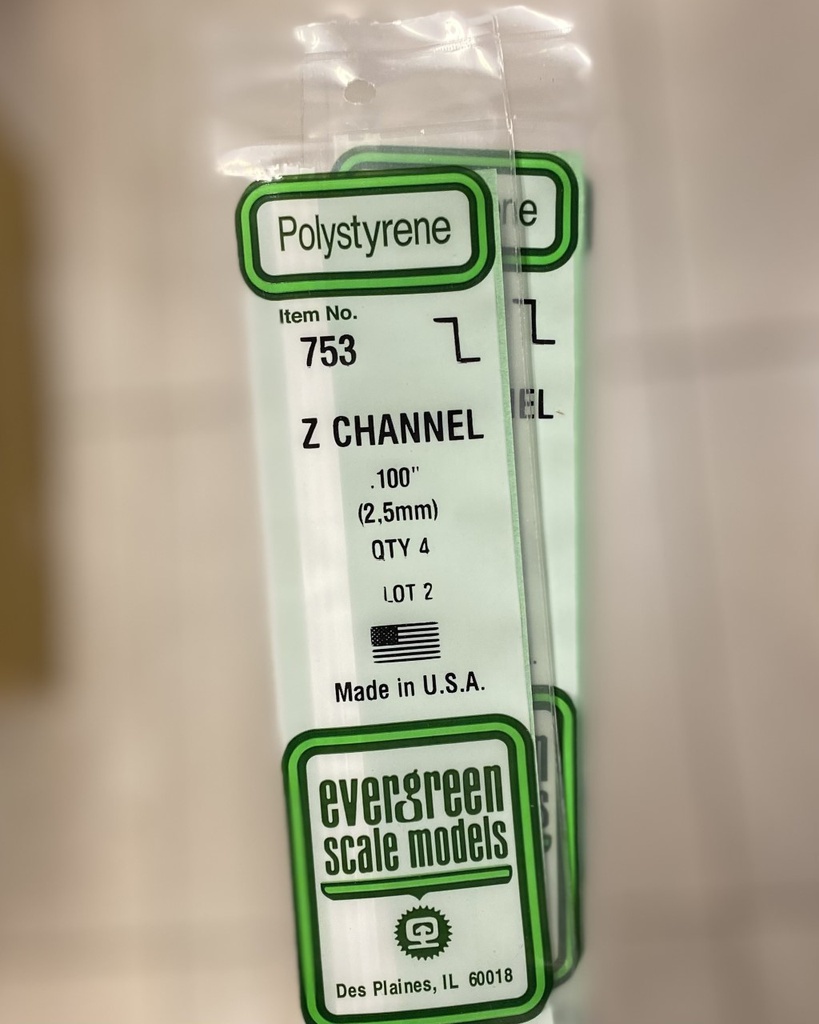 Polystyrene
Item No.
753
Z CHANNEL
.100"
(2,5mm)
QTY 4
LOT 2
Made in U.S.A.
evergreen
scale models
Des Plaines, IL 60018